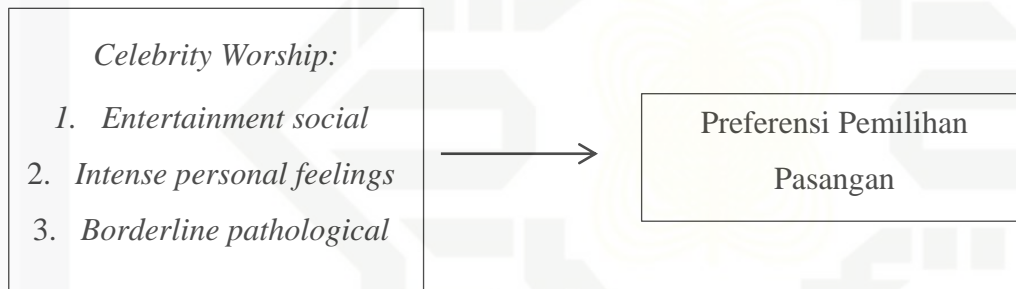 Celebrity Worship:
1. Entertainment social
2. Intense personal feelings
3. Borderline pathological
Preferensi Pemilihan
Pasangan